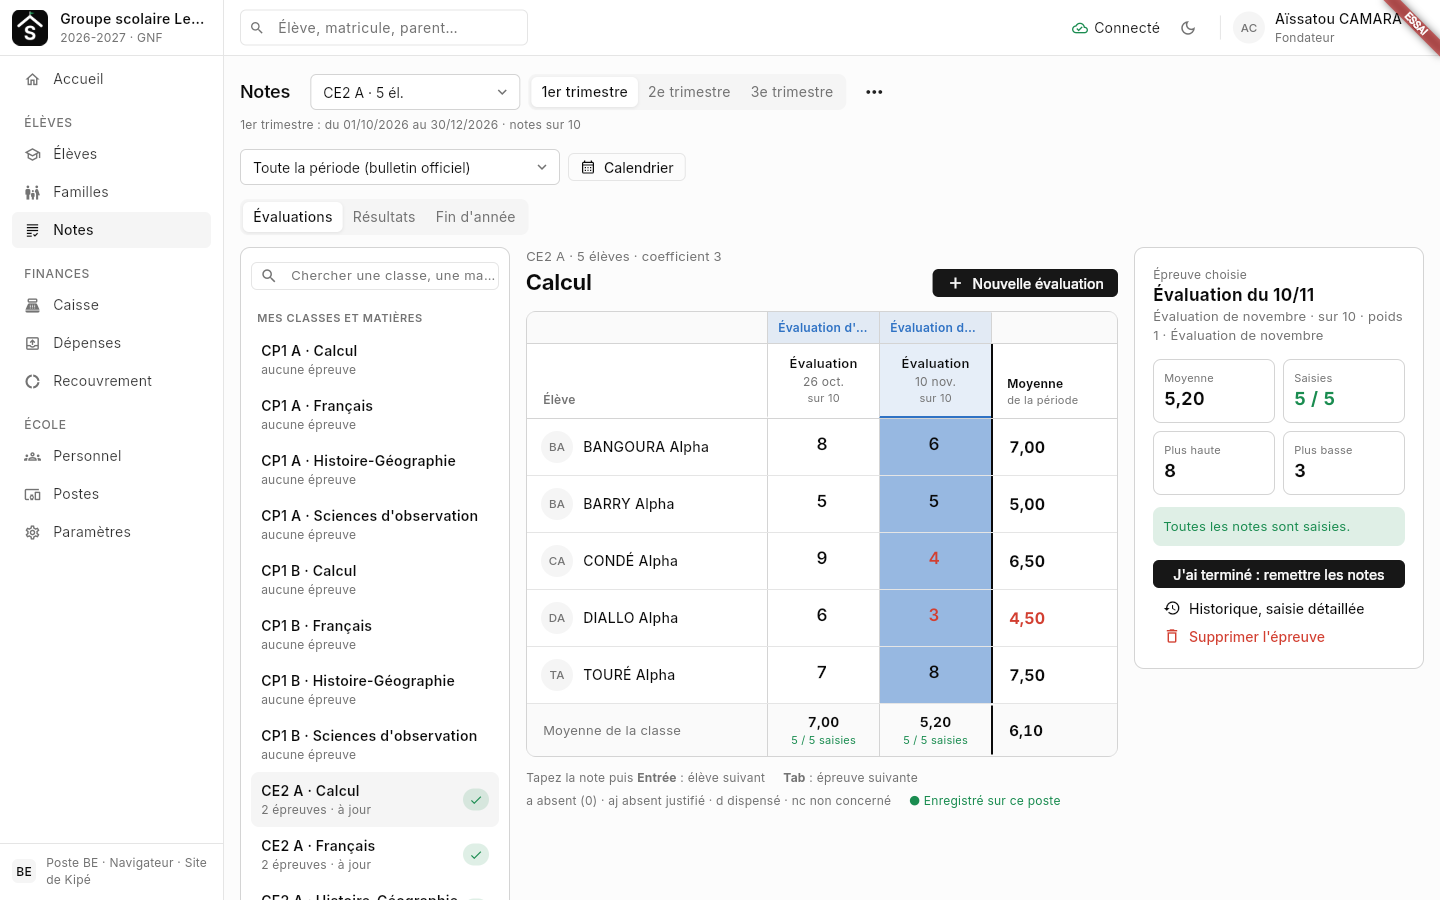 Groupe scolaire Le...
2026-2027 · GNF
Élève, matricule, parent...
Connecté
AC
Aïssatou CAMARA
Fondateur
ESSAI
Accueil
ÉLÈVES
Élèves
Familles
Notes
FINANCES
Caisse
Dépenses
Recouvrement
ÉCOLE
Personnel
Postes
Paramètres
BE
Poste BE · Navigateur · Site
de Kipé
Notes
CE2 A · 5 él.
1er trimestre
2e trimestre
3e trimestre
1er trimestre : du 01/10/2026 au 30/12/2026 · notes sur 10
Toute la période (bulletin officiel)
Calendrier
Évaluations
Résultats
Fin d'année
Chercher une classe, une ma...
MES CLASSES ET MATIÈRES
CP1 A · Calcul
aucune épreuve
CP1 A · Français
aucune épreuve
CP1 A · Histoire-Géographie
aucune épreuve
CP1 A · Sciences d'observation
aucune épreuve
CP1 B · Calcul
aucune épreuve
CP1 B · Français
aucune épreuve
CP1 B · Histoire-Géographie
aucune épreuve
CP1 B · Sciences d'observation
aucune épreuve
CE2 A · Calcul
2 épreuves · à jour
CE2 A · Français
2 épreuves · à jour
CE2 A · Histoire-Géographie
CE2 A · 5 élèves · coefficient 3
Calcul
Nouvelle évaluation
Évaluation d'...
Évaluation d...
Élève
Évaluation
26 oct.
sur 10
Évaluation
10 nov.
sur 10
Moyenne
de la période
BA BANGOURA Alpha 8 6 7,00
BA BARRY Alpha 5 5 5,00
CA CONDÉ Alpha 9 4 6,50
DA DIALLO Alpha 6 3 4,50
TA TOURÉ Alpha 7 8 7,50
Moyenne de la classe
7,00
5 / 5 saisies
5,20
5 / 5 saisies
6,10
Tapez la note puis Entrée : élève suivant Tab : épreuve suivante
a absent (0) · aj absent justifié · d dispensé · nc non concerné Enregistré sur ce poste
Épreuve choisie
Évaluation du 10/11
Évaluation de novembre · sur 10 · poids
1 · Évaluation de novembre
Moyenne
5,20
Saisies
5 / 5
Plus haute
8
Plus basse
3
Toutes les notes sont saisies.
J'ai terminé : remettre les notes
Historique, saisie détaillée
Supprimer l'épreuve